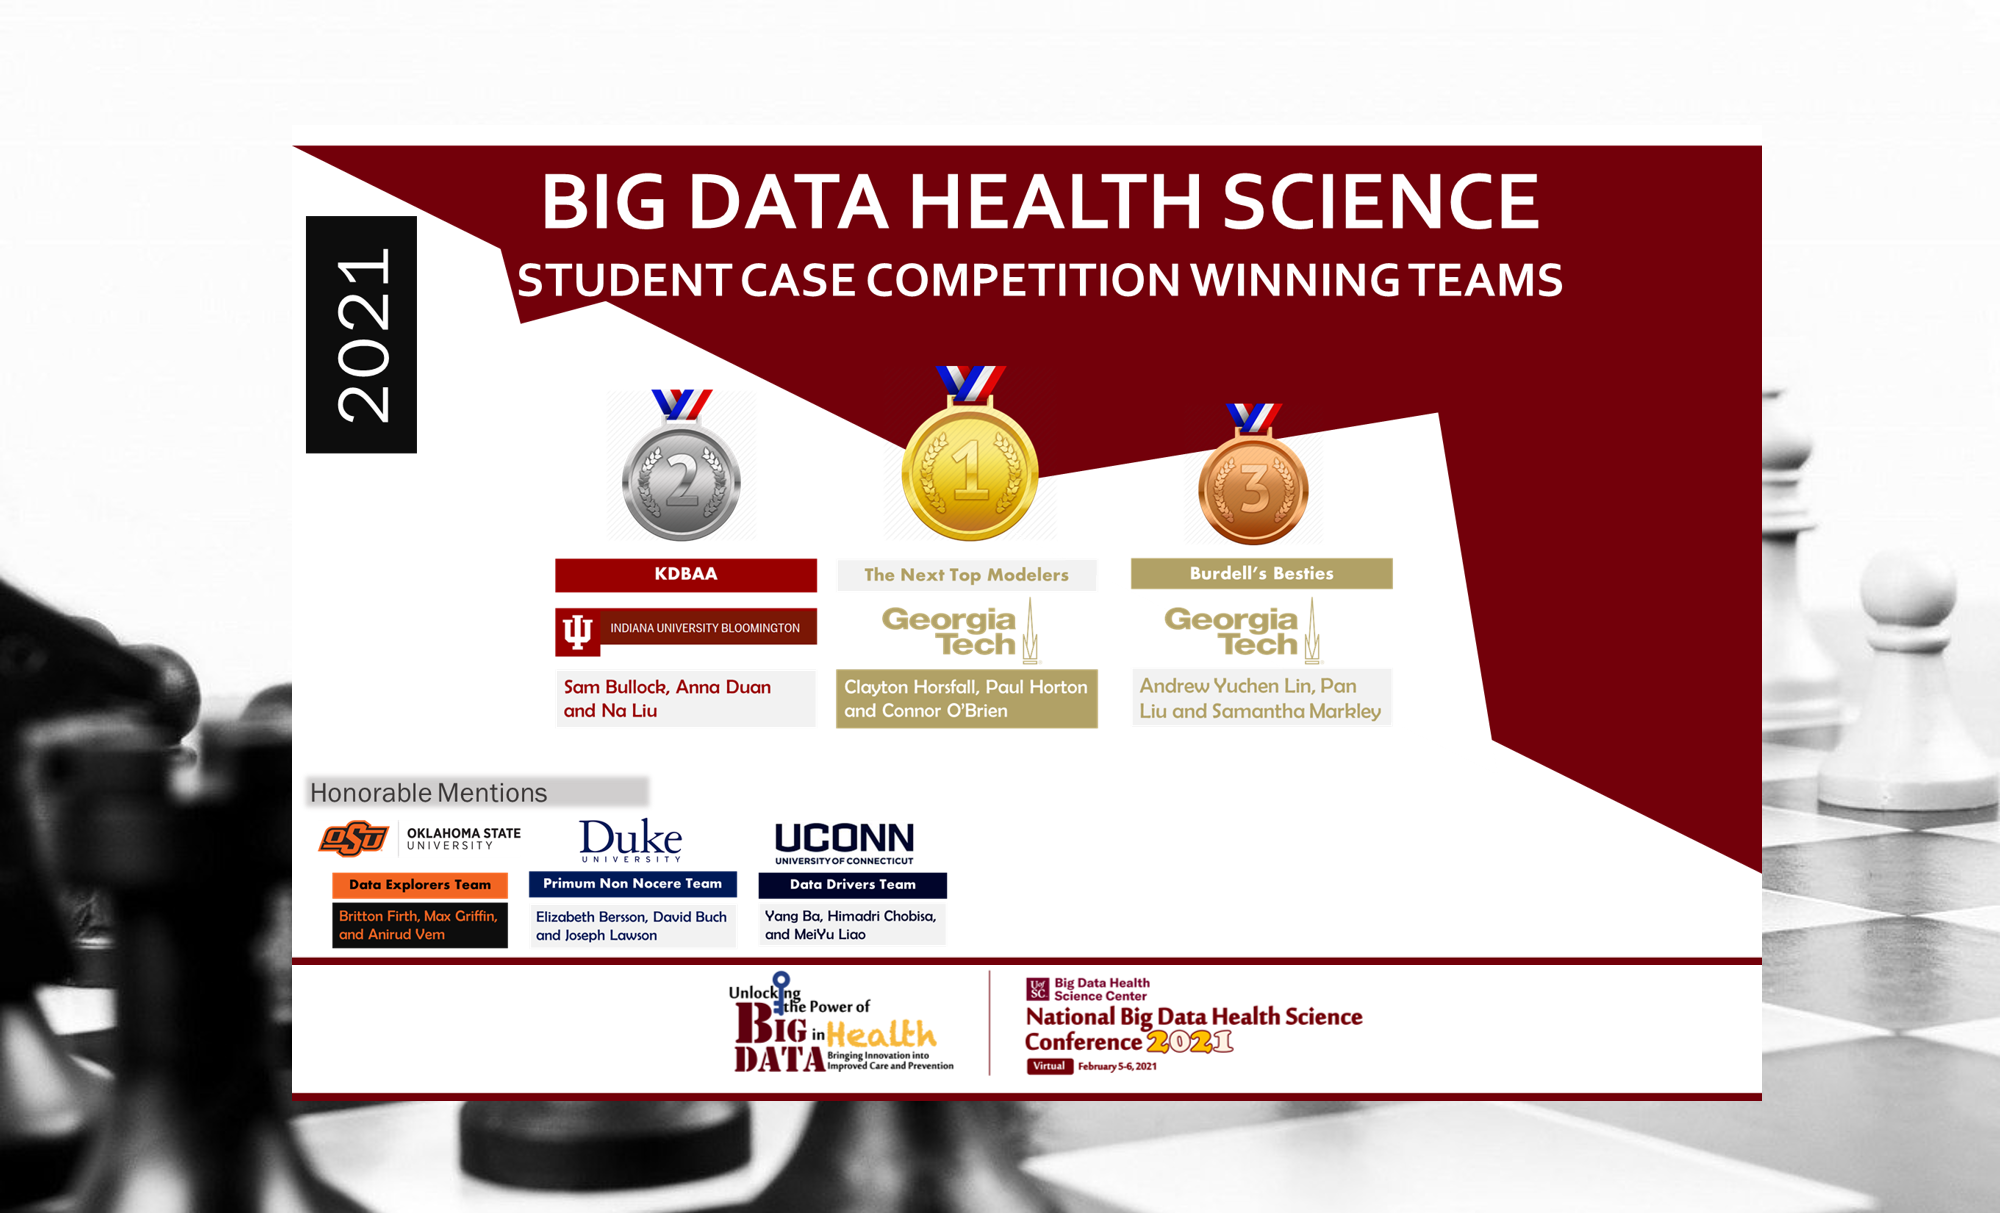 BIG DATA HEALTH SCIENCE
STUDENT CASE COMPETITION WINNING TEAMS
2021
2
1
3
KDBAA
INDIANA UNIVERSITY BLOOMINGTON
Sam Bullock, Anna Duan
and Na Liu
The Next Top Modelers
Georgia
Tech
Clayton Horsfall, Paul Horton
and Connor O'Brien
Burdell's Besties
Georgia
Tech
Andrew Yuchen Lin, Pan
Liu and Samantha Markley
Honorable Mentions
OSU
OKLAHOMA STATE
UNIVERSITY
Data Explorers Team
Britton Firth, Max Griffin,
and Anirud Vem
Duke
UNIVERSITY
Primum Non Nocere Team
Elizabeth Bersson, David Buch
and Joseph Lawson
UCONN
UNIVERSITY OF CONNECTICUT
Data Drivers Team
Yang Ba, Himadri Chobisa,
and MeiYu Liao
Unlocking
the Power of
BIG in Health
DATA
Bringing Innovation into
Improved Care and Prevention
U of
SC
Big Data Health
Science Center
National Big Data Health Science
Conference 2021
Virtual February 5-6, 2021